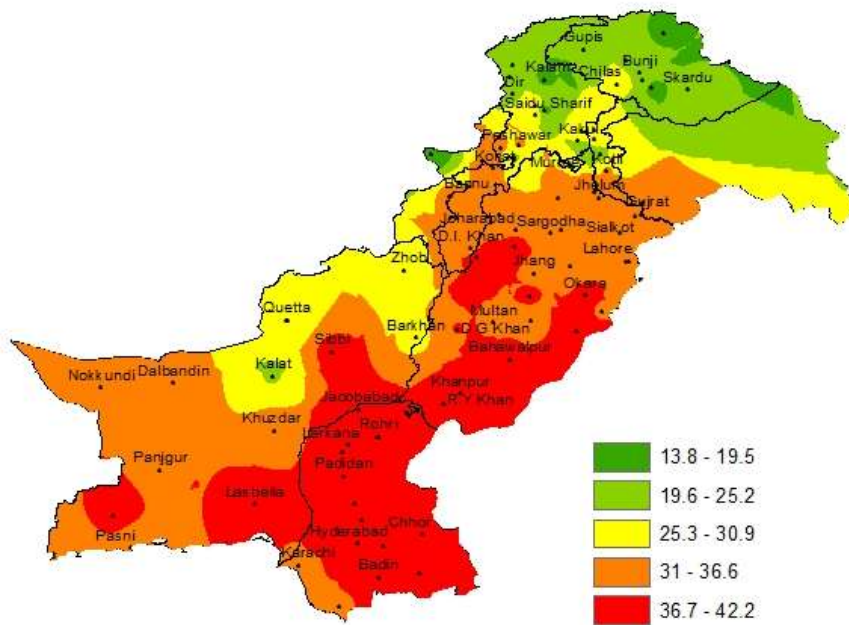 Gupis
Kalam
Bunji
Chilas
Skardu
Dir
Saidu Sharif
Peshawar
Kakul
Kohat
Murree
Kotli
Bannu
Jhelum
Gujrat
Joharabad
Sargodha
Sialkot
D.I. Khan
Lahore
Zhob
Jhang
Okara
Quetta
Multan
Barkhan
D G Khan
Sibbi
Bahawalpur
Kalat
Nokkundi
Dalbandin
Khanpur
Jacobabad
R Y Khan
Khuzdar
Larkana
Rohri
Panjgur
Padidan
Lasbella
Pasni
Hyderabad
Chhor
Karachi
Badin
13.8 - 19.5
19.6 - 25.2
25.3 - 30.9
31 - 36.6
36.7 - 42.2